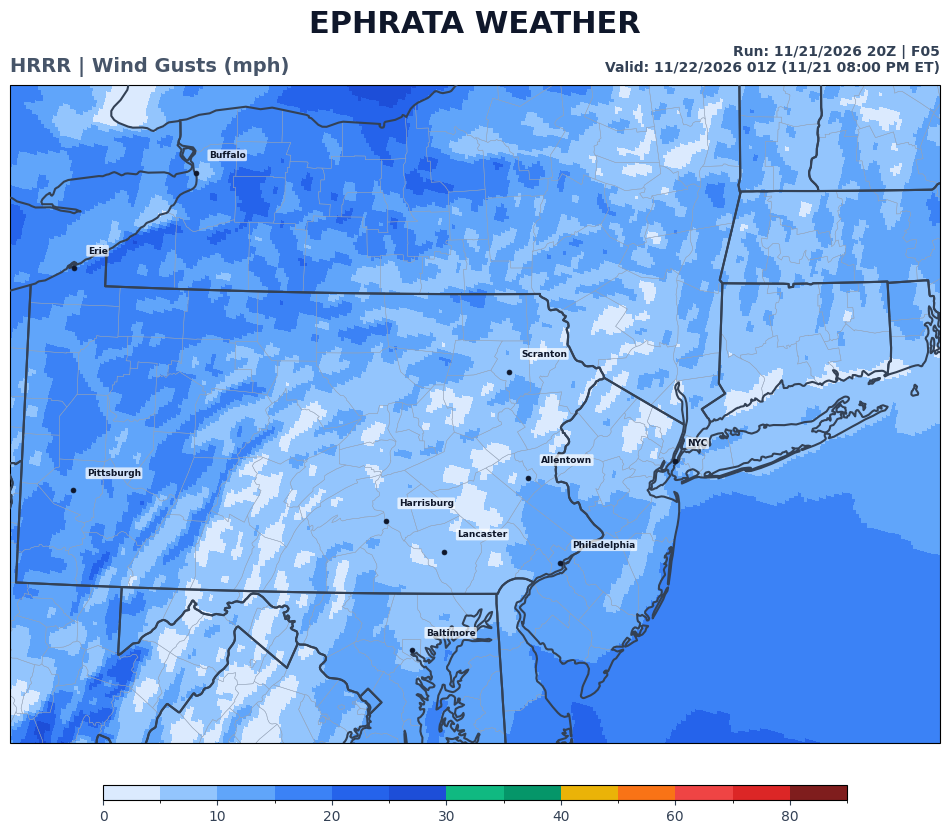 EPHRATA WEATHER
HRRR | Wind Gusts (mph)
Run: 11/21/2026 20Z | F05
Valid: 11/22/2026 01Z (11/21 08:00 PM ET)
Buffalo
Erie
Scranton
NYC
Allentown
Pittsburgh
Harrisburg
Lancaster
Philadelphia
Baltimore
0 10 20 30 40 50 60 70 80